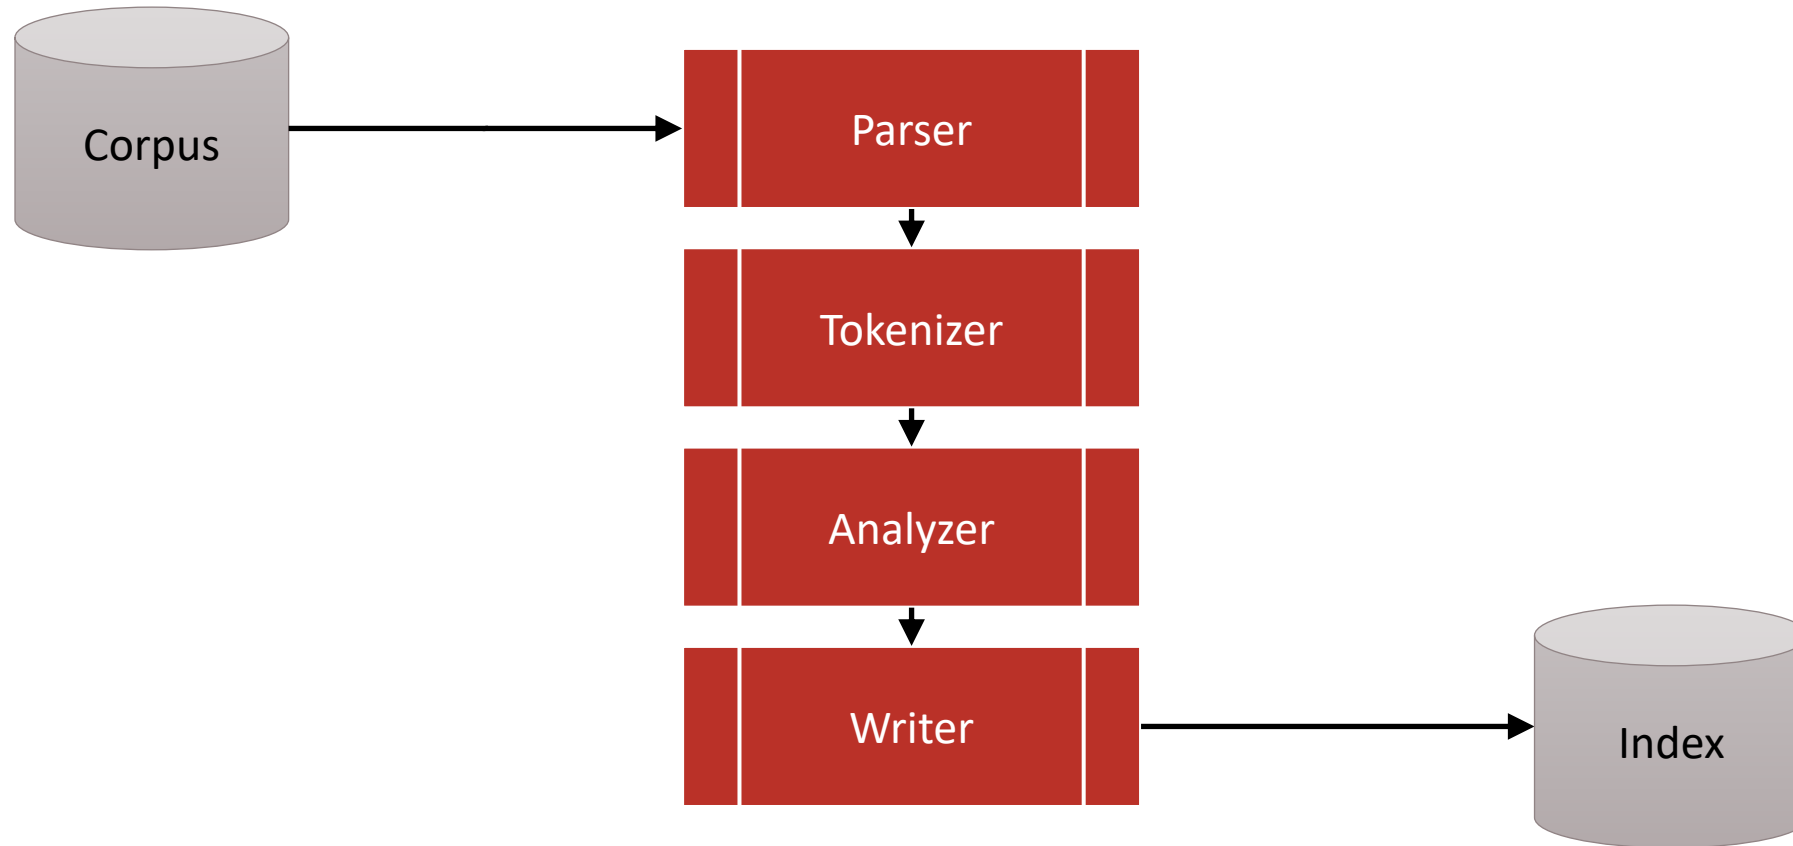 Corpus
Parser
Tokenizer
Analyzer
Writer
Index